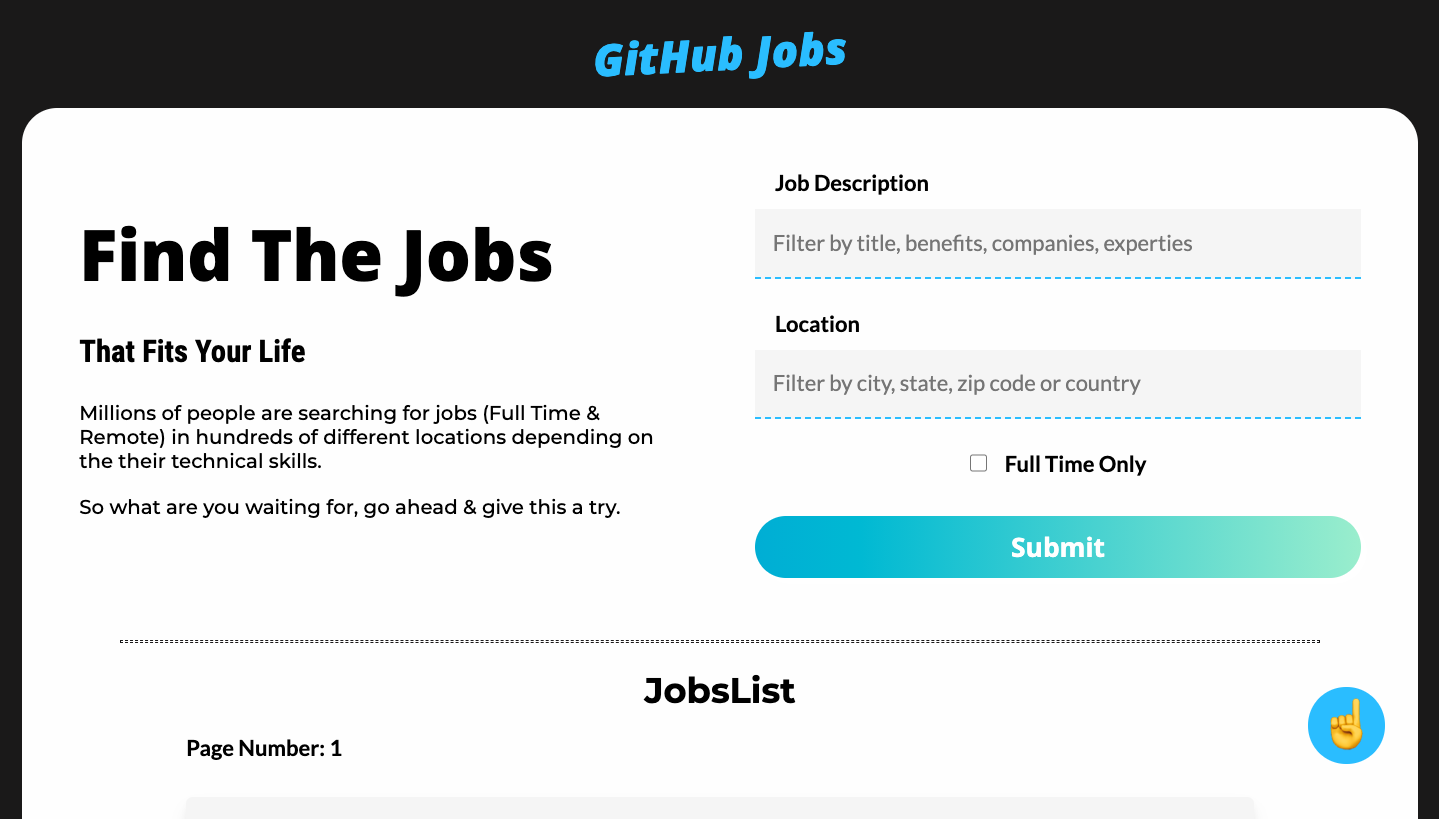 GitHub Jobs
Find The Jobs
That Fits Your Life
Millions of people are searching for jobs (Full Time &
Remote) in hundreds of different locations depending on
the their technical skills.
So what are you waiting for, go ahead & give this a try.
Job Description
Filter by title, benefits, companies, experties
Location
Filter by city, state, zip code or country
Full Time Only
Submit
JobsList
Page Number: 1